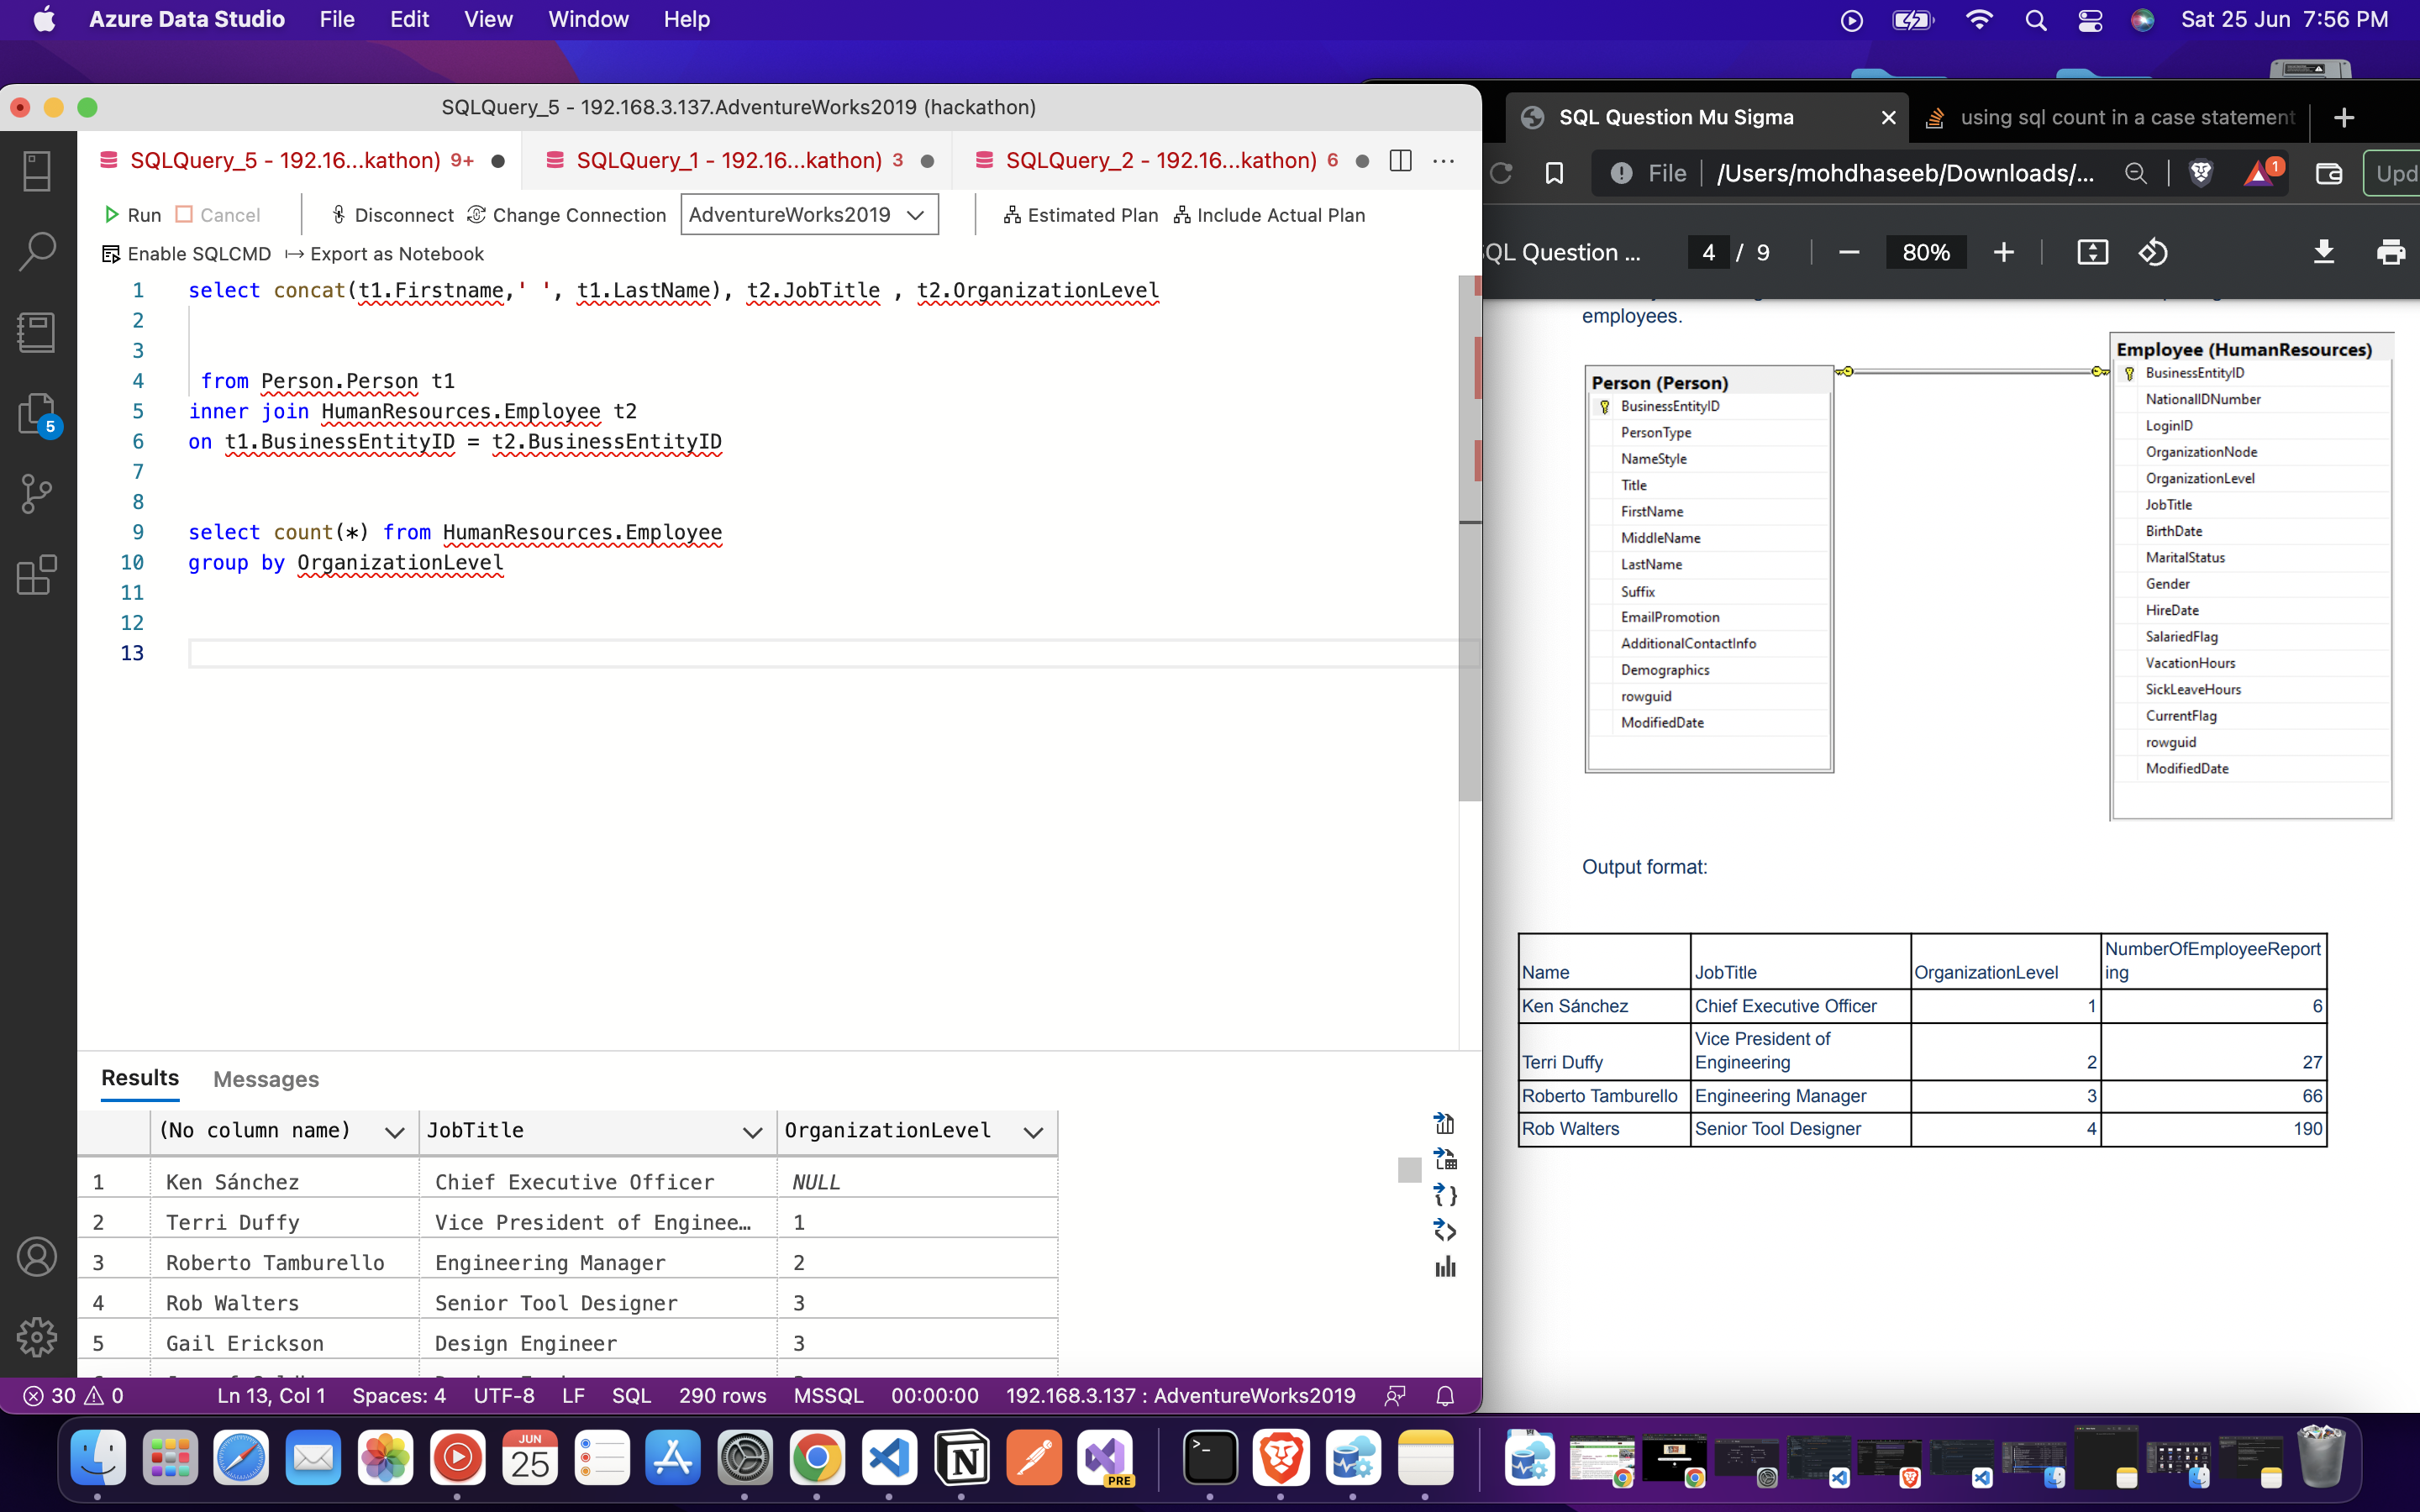 Azure Data Studio File Edit View Window Help Sat 25 Jun 7:56 PM
SQLQuery_5 - 192.168.3.137.AdventureWorks2019 (hackathon)
SQLQuery_5 - 192.16...kathon) 9+ SQLQuery_1 - 192.16...kathon) 3 SQLQuery_2 - 192.16...kathon) 6
Run Cancel Disconnect Change Connection AdventureWorks2019 Estimated Plan Include Actual Plan
Enable SQLCMD Export as Notebook
1 select concat(t1.Firstname,' ', t1.LastName), t2.JobTitle , t2.OrganizationLevel
2
3
4 from Person.Person t1
5 inner join HumanResources.Employee t2
6 on t1.BusinessEntityID = t2.BusinessEntityID
7
8
9 select count(*) from HumanResources.Employee
10 group by OrganizationLevel
11
12
13
5
Results Messages
(No column name) JobTitle OrganizationLevel
1 Ken Sánchez Chief Executive Officer NULL
2 Terri Duffy Vice President of Enginee… 1
3 Roberto Tamburello Engineering Manager 2
4 Rob Walters Senior Tool Designer 3
5 Gail Erickson Design Engineer 3
30 0 Ln 13, Col 1 Spaces: 4 UTF-8 LF SQL 290 rows MSSQL 00:00:00 192.168.3.137 : AdventureWorks2019
SQL Question Mu Sigma using sql count in a case statement
File /Users/mohdhaseeb/Downloads/... 1 Upd
QL Question ... 4 / 9 80%
employees.
Person (Person)
BusinessEntityID
PersonType
NameStyle
Title
FirstName
MiddleName
LastName
Suffix
EmailPromotion
AdditionalContactInfo
Demographics
rowguid
ModifiedDate
Employee (HumanResources)
BusinessEntityID
NationalIDNumber
LoginID
OrganizationNode
OrganizationLevel
JobTitle
BirthDate
MaritalStatus
Gender
HireDate
SalariedFlag
VacationHours
SickLeaveHours
CurrentFlag
rowguid
ModifiedDate
Output format:
Name JobTitle OrganizationLevel NumberOfEmployeeReport
ing
Ken Sánchez Chief Executive Officer 1 6
Terri Duffy Vice President of
Engineering 2 27
Roberto Tamburello Engineering Manager 3 66
Rob Walters Senior Tool Designer 4 190
JUN
25
PRE